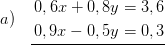 a) 0,6x + 0,8y = 3,6
0,9x − 0,5y = 0,3